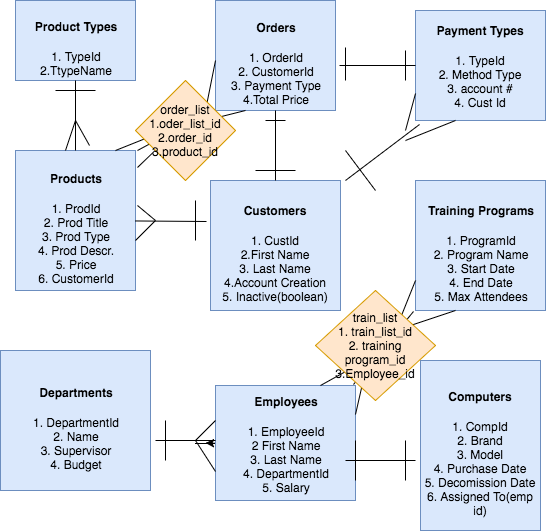 Product Types
1. TypeId
2.TtypeName
Orders
1. OrderId
2. CustomerId
3. Payment Type
4.Total Price
Payment Types
1. TypeId
2. Method Type
3. account #
4. Cust Id
order_list
1.oder_list_id
2.order_id
3.product_id
Products
1. ProdId
2. Prod Title
3. Prod Type
4. Prod Descr.
5. Price
6. CustomerId
Customers
1. CustId
2.First Name
3. Last Name
4.Account Creation
5. Inactive(boolean)
Training Programs
1. ProgramId
2. Program Name
3. Start Date
4. End Date
5. Max Attendees
train_list
1. train_list_id
2. training
program_id
3.Employee_id
Departments
1. DepartmentId
2. Name
3. Supervisor
4. Budget
Employees
1. EmployeeId
2 First Name
3. Last Name
4. DepartmentId
5. Salary
Computers
1. CompId
2. Brand
3. Model
4. Purchase Date
5. Decomission Date
6. Assigned To(emp
id)